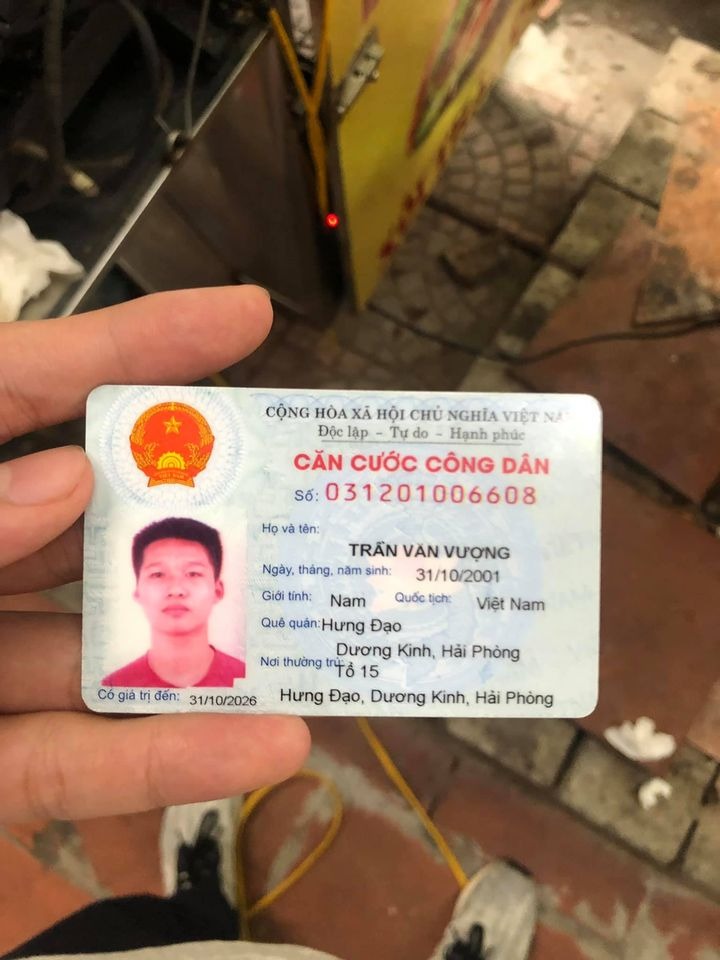 CỘNG HÒA XÃ HỘI CHỦ NGHĨA VIỆT
Độc lập - Tự do - Hạnh phúc
CĂN CƯỚC CÔNG DÂN
Số: 031201006608
Họ và tên:
TRẦN VĂN VƯỢNG
Ngày, tháng, năm sinh: 31/10/2001
Giới tính: Nam Quốc tịch: Việt Nam
Quê quán: Hưng Đạo
Dương Kinh, Hải Phòng
Nơi thường trú: Tổ 15
Hưng Đạo, Dương Kinh, Hải Phòng
Có giá trị đến: 31/10/2026